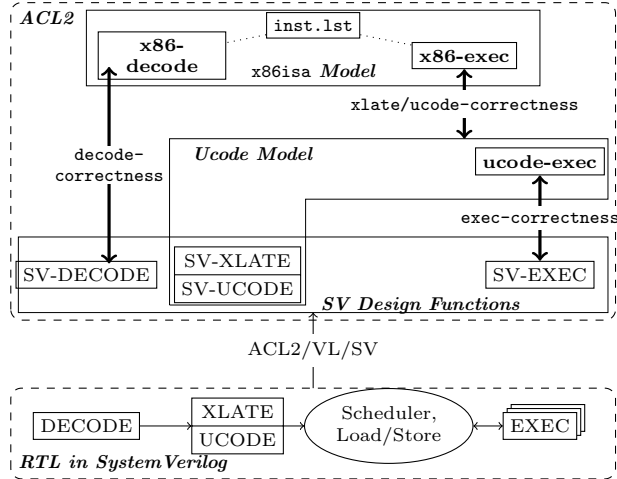 ACL2
inst.lst
x86-
decode
x86-exec
x86isa Model
xlate/ucode-correctness
decode-
correctness
Ucode Model
ucode-exec
exec-correctness
SV-DECODE
SV-XLATE
SV-UCODE
SV-EXEC
SV Design Functions
ACL2/VL/SV
DECODE
XLATE
UCODE
Scheduler,
Load/Store
EXEC
RTL in SystemVerilog